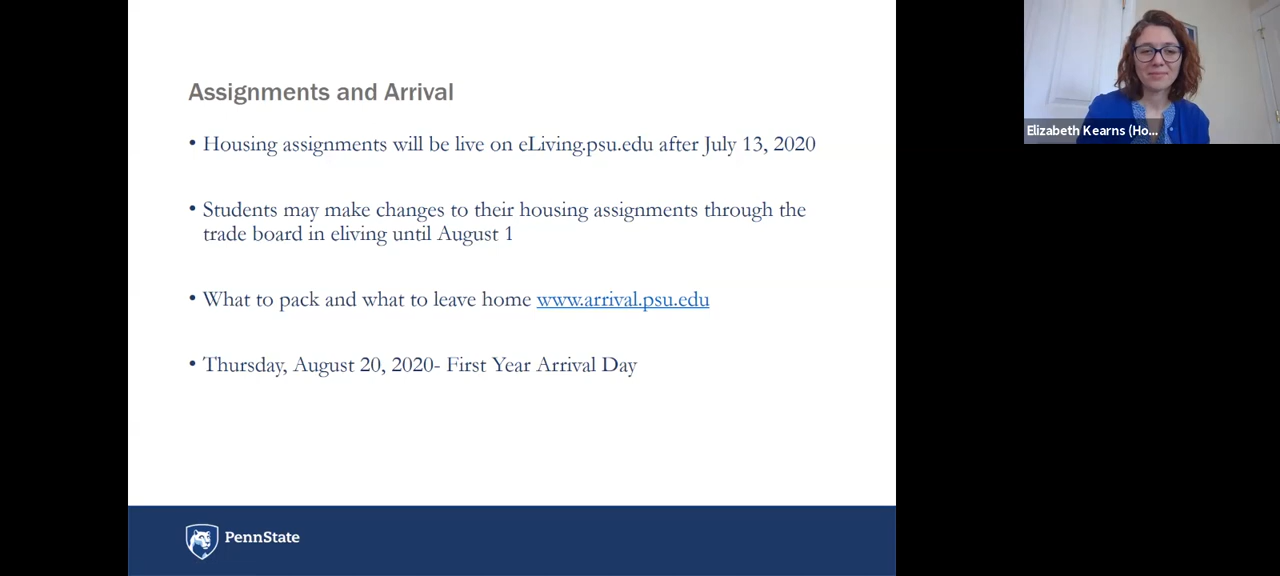 Assignments and Arrival
• Housing assignments will be live on eLiving.psu.edu after July 13, 2020
• Students may make changes to their housing assignments through the
trade board in eliving until August 1
• What to pack and what to leave home www.arrival.psu.edu
• Thursday, August 20, 2020- First Year Arrival Day
PennState
Elizabeth Kearns (Ho...